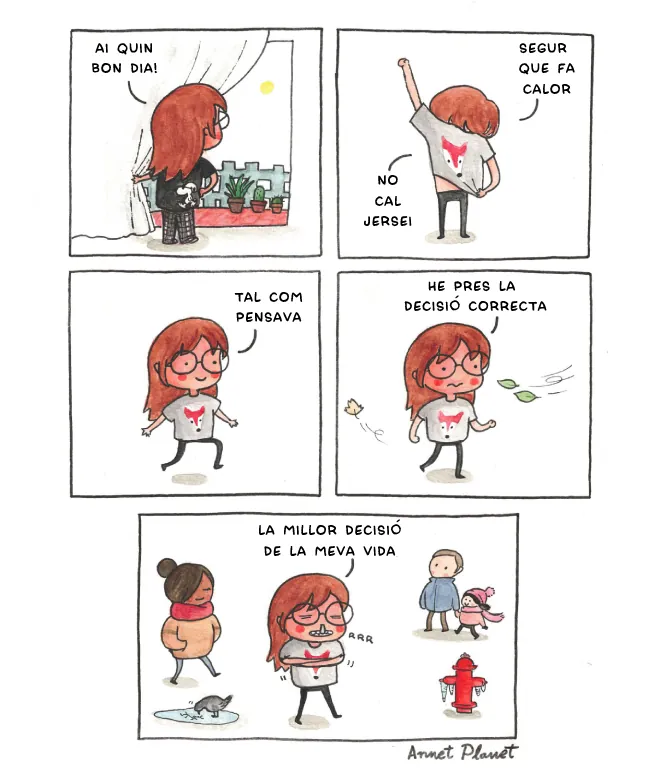 AI QUIN
BON DIA!
SEGUR
QUE FA
CALOR
NO
CAL
JERSEI
TAL COM
PENSAVA
HE PRES LA
DECISIÓ CORRECTA
LA MILLOR DECISIÓ
DE LA MEVA VIDA
RRR
Annet Planet